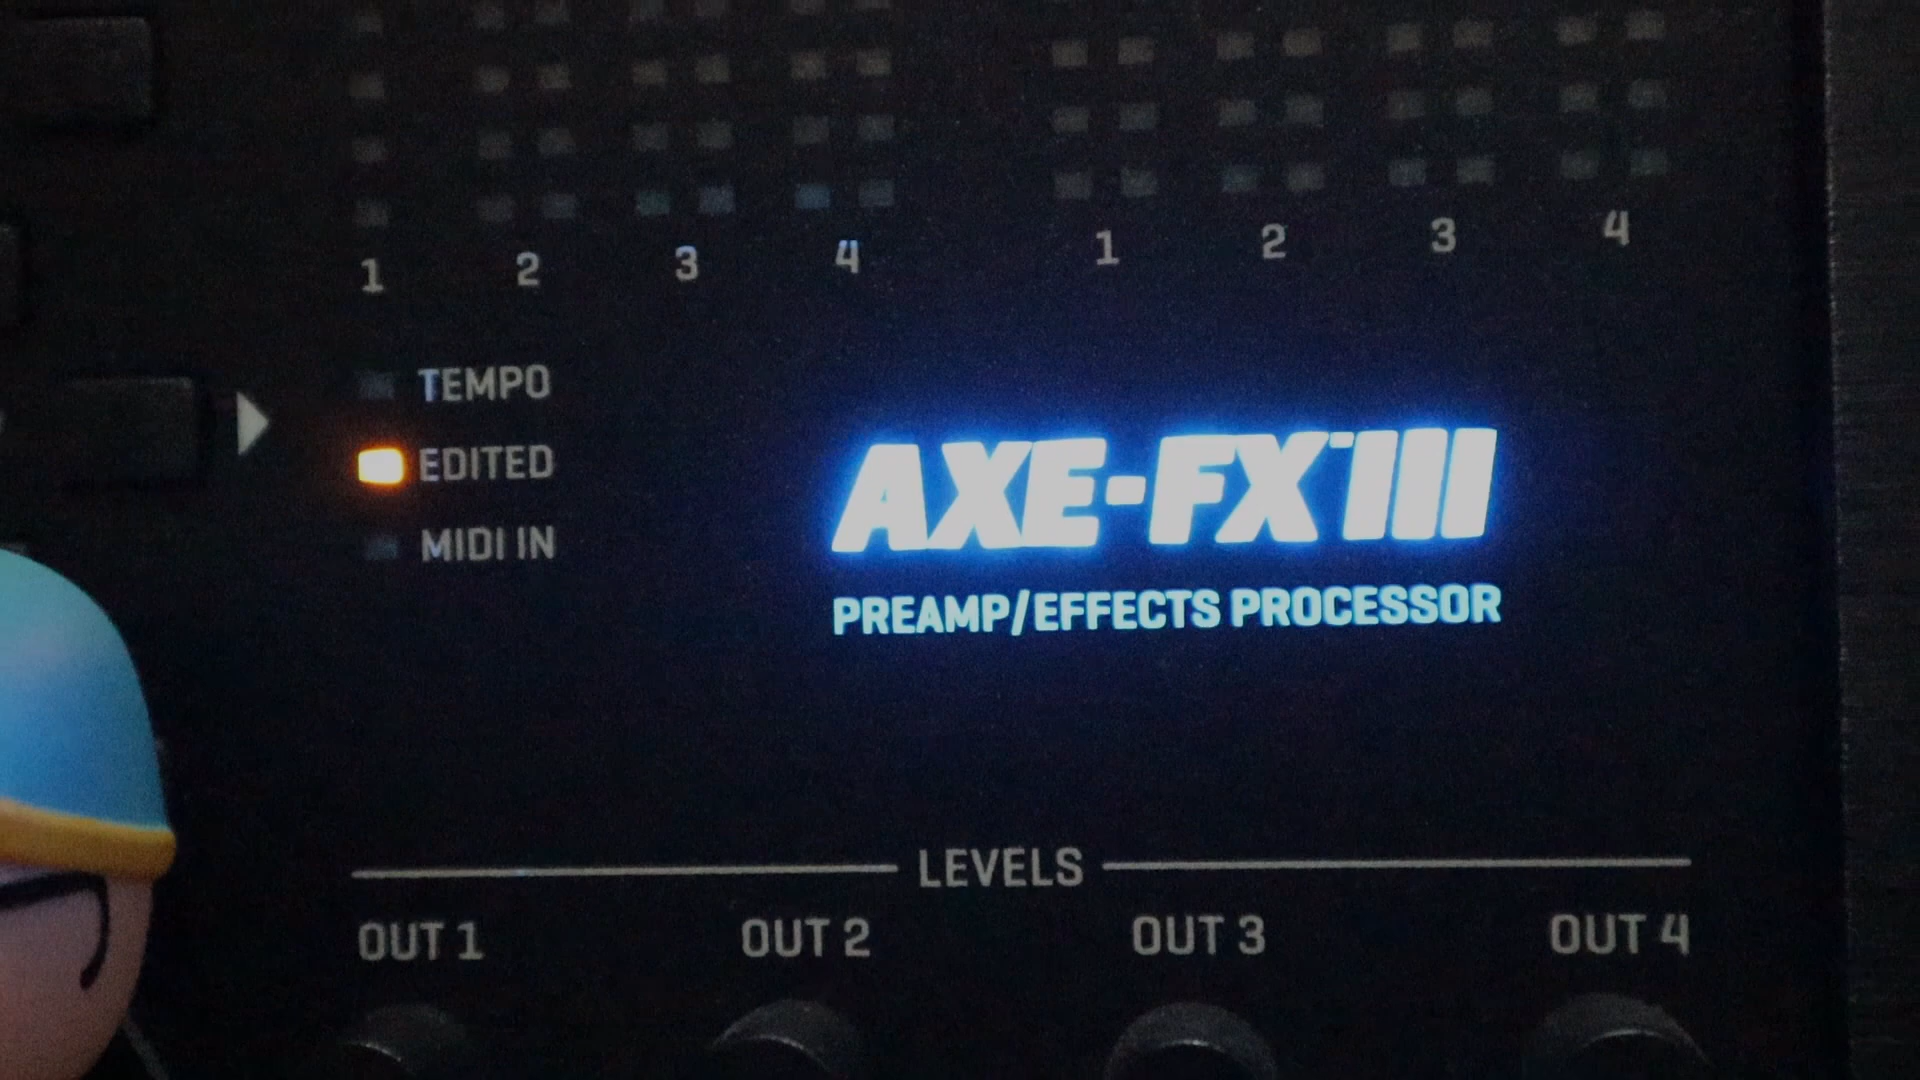 1 2 3 4 1 2 3 4
TEMPO
EDITED
MIDI IN
AXE-FX III
PREAMP/EFFECTS PROCESSOR
LEVELS
OUT 1 OUT 2 OUT 3 OUT 4